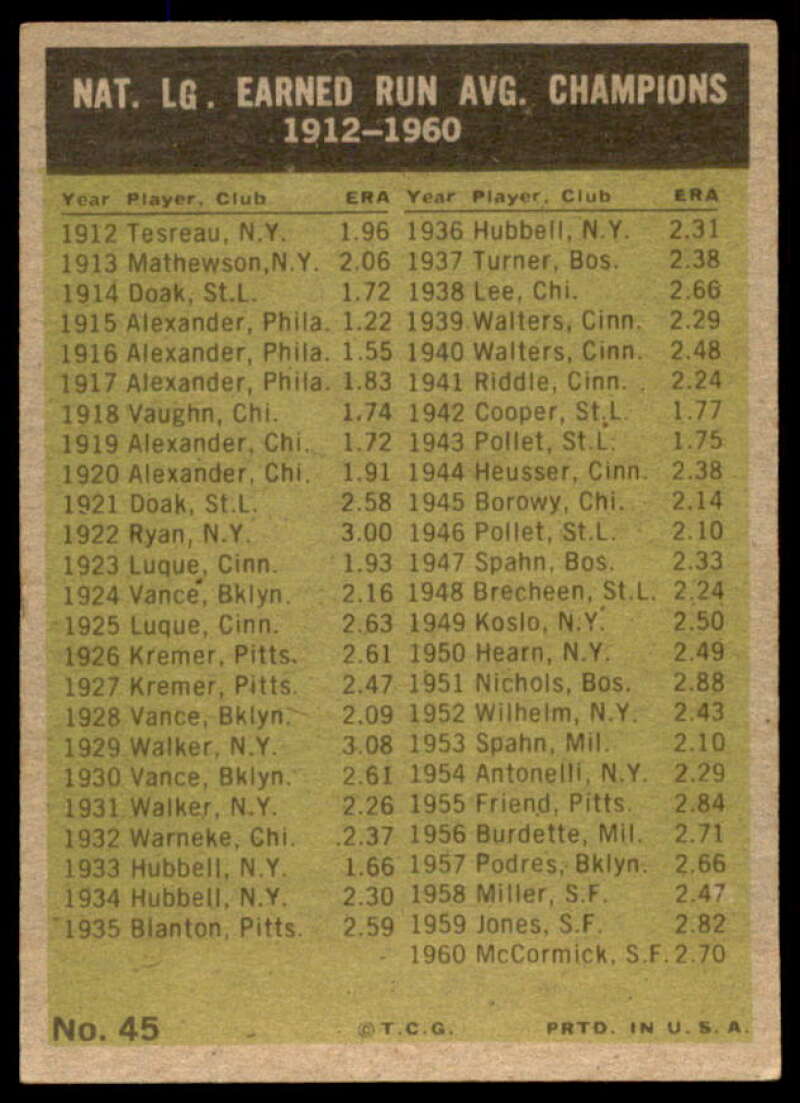 NAT. LG. EARNED RUN AVG. CHAMPIONS
1912–1960
Year Player, Club ERA
1912 Tesreau, N.Y. 1.96
1913 Mathewson, N.Y. 2.06
1914 Doak, St.L. 1.72
1915 Alexander, Phila. 1.22
1916 Alexander, Phila. 1.55
1917 Alexander, Phila. 1.83
1918 Vaughn, Chi. 1.74
1919 Alexander, Chi. 1.72
1920 Alexander, Chi. 1.91
1921 Doak, St.L. 2.58
1922 Ryan, N.Y. 3.00
1923 Luque, Cinn. 1.93
1924 Vance, Bklyn. 2.16
1925 Luque, Cinn. 2.63
1926 Kremer, Pitts. 2.61
1927 Kremer, Pitts. 2.47
1928 Vance, Bklyn. 2.09
1929 Walker, N.Y. 3.08
1930 Vance, Bklyn. 2.61
1931 Walker, N.Y. 2.26
1932 Warneke, Chi. 2.37
1933 Hubbell, N.Y. 1.66
1934 Hubbell, N.Y. 2.30
1935 Blanton, Pitts. 2.59
Year Player, Club ERA
1936 Hubbell, N.Y. 2.31
1937 Turner, Bos. 2.38
1938 Lee, Chi. 2.66
1939 Walters, Cinn. 2.29
1940 Walters, Cinn. 2.48
1941 Riddle, Cinn. 2.24
1942 Cooper, St.L. 1.77
1943 Pollet, St.L. 1.75
1944 Heusser, Cinn. 2.38
1945 Borowy, Chi. 2.14
1946 Pollet, St.L. 2.10
1947 Spahn, Bos. 2.33
1948 Brecheen, St.L. 2.24
1949 Koslo, N.Y. 2.50
1950 Hearn, N.Y. 2.49
1951 Nichols, Bos. 2.88
1952 Wilhelm, N.Y. 2.43
1953 Spahn, Mil. 2.10
1954 Antonelli, N.Y. 2.29
1955 Friend, Pitts. 2.84
1956 Burdette, Mil. 2.71
1957 Podres, Bklyn. 2.66
1958 Miller, S.F. 2.47
1959 Jones, S.F. 2.82
1960 McCormick, S.F. 2.70
No. 45 ©T.C.G. PRTD. IN U.S.A.